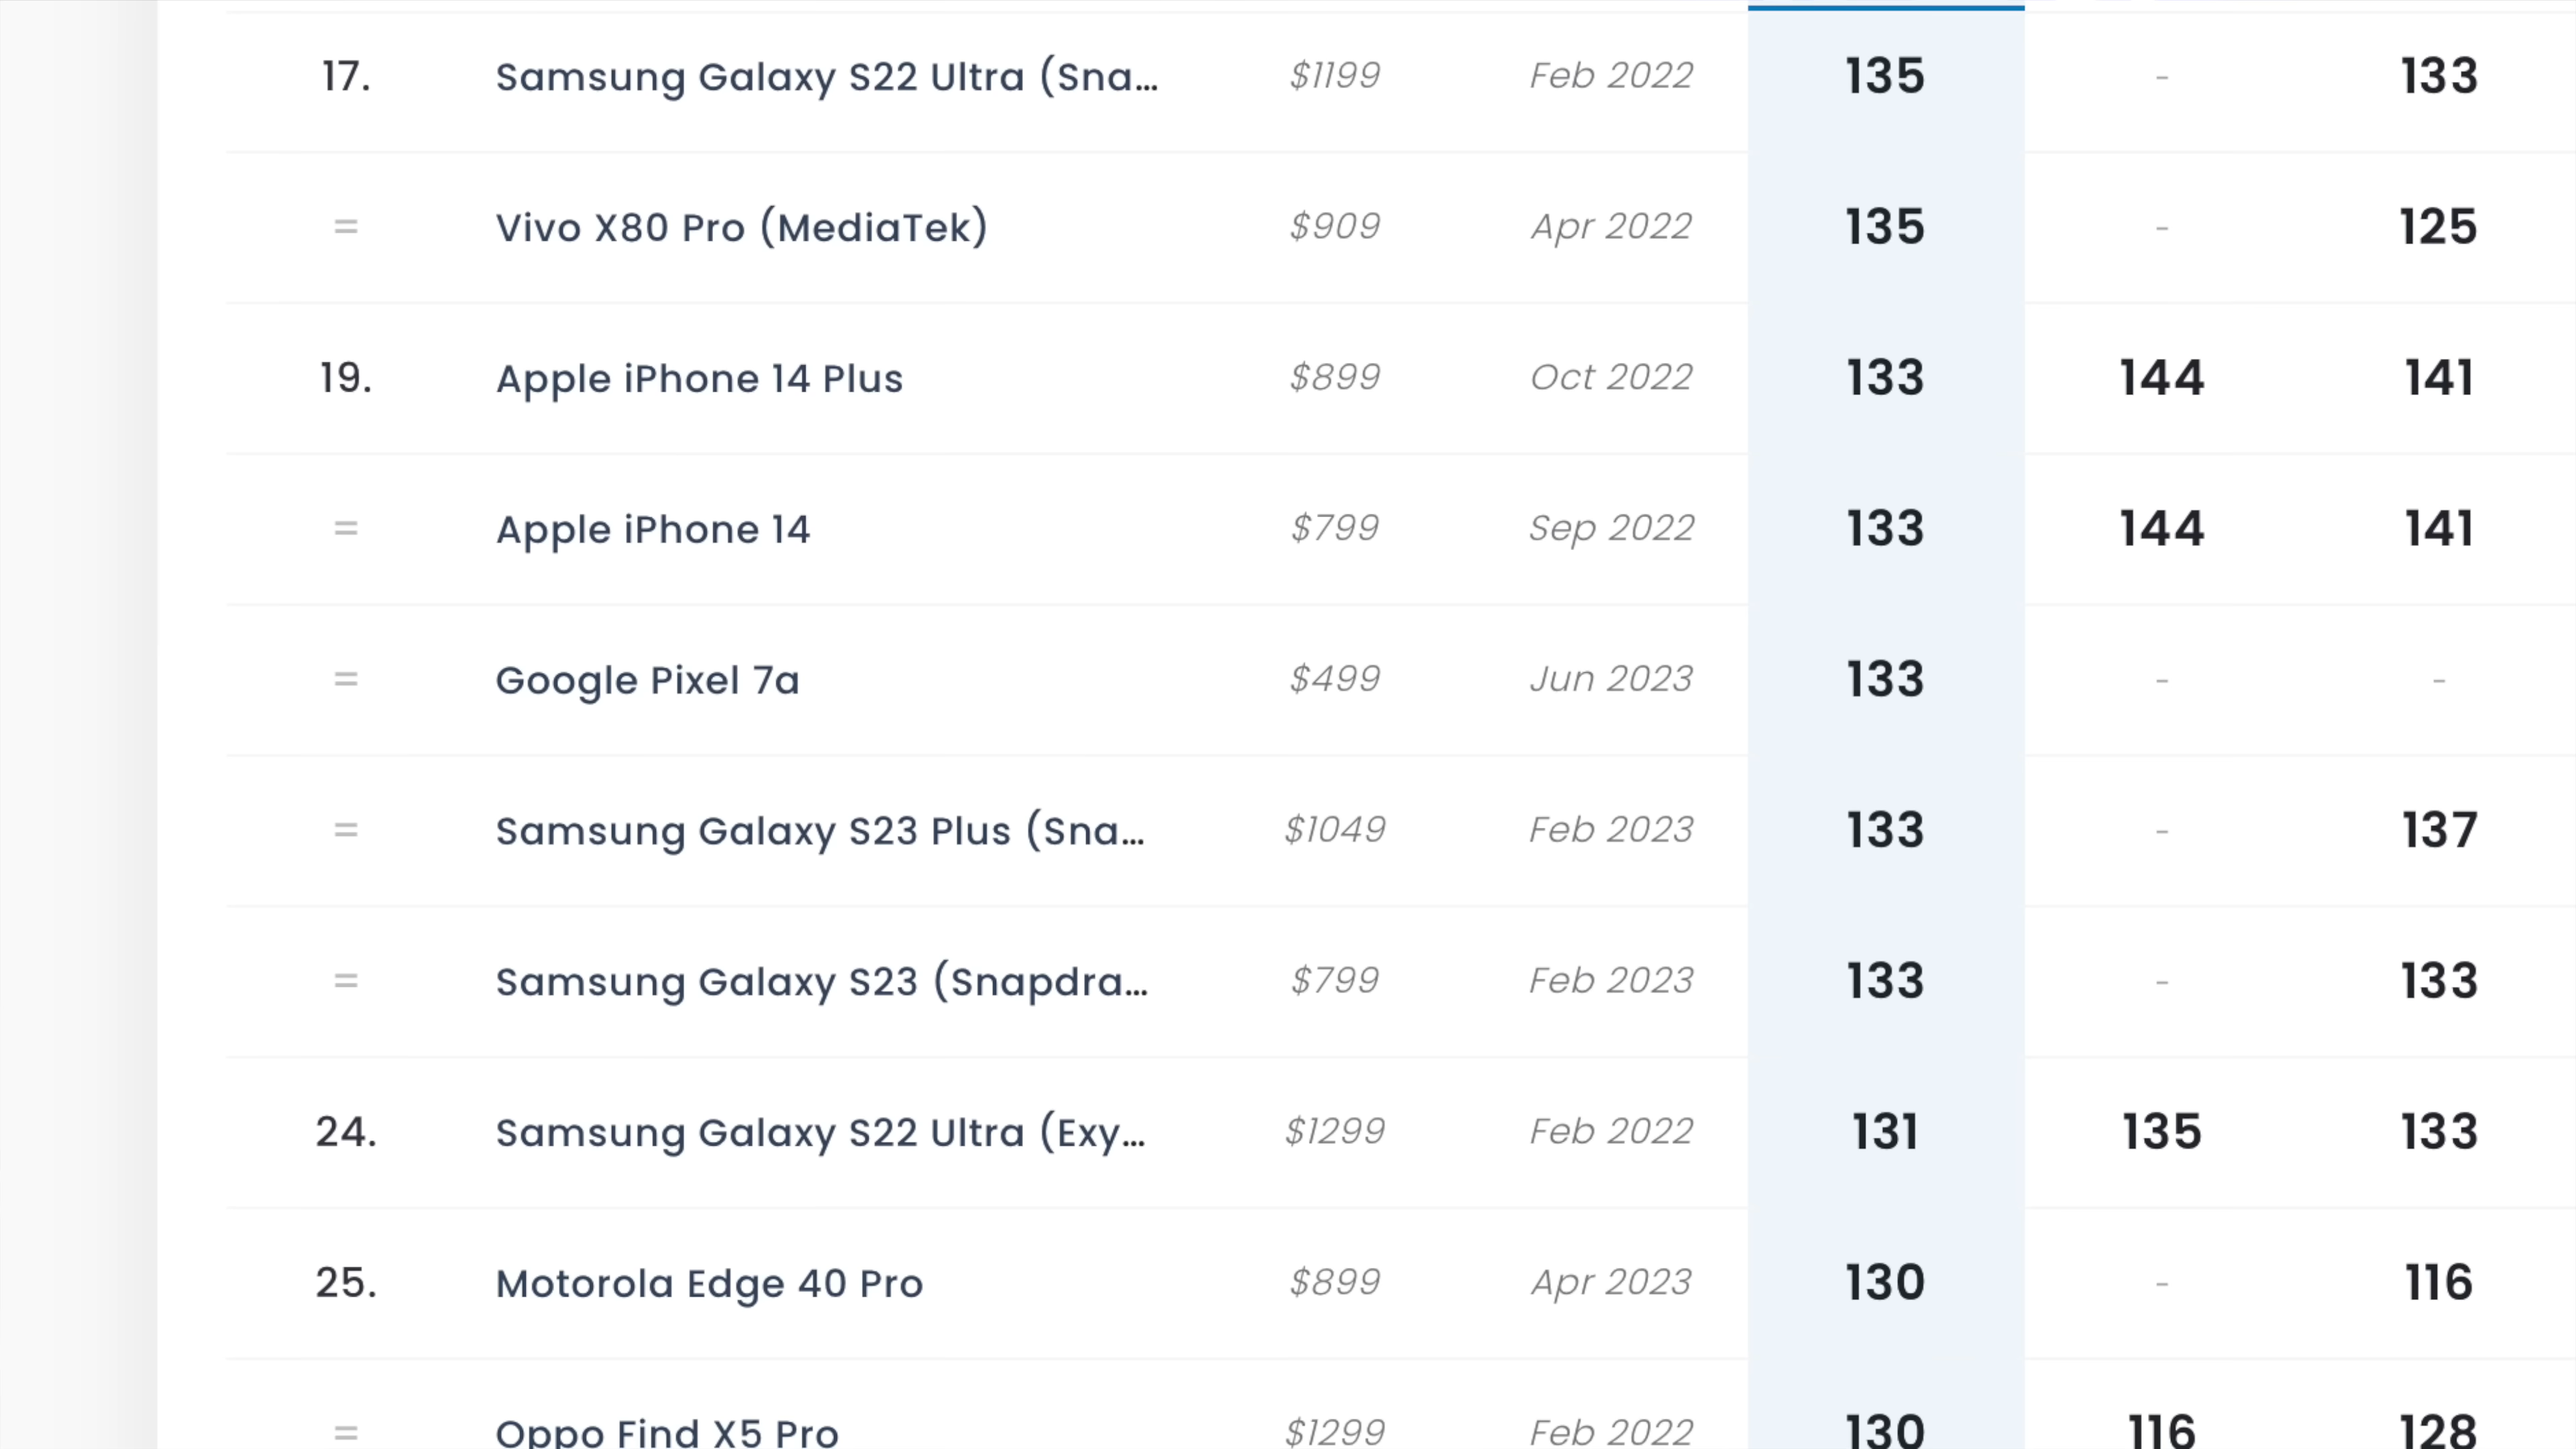 17. Samsung Galaxy S22 Ultra (Sna... $1199 Feb 2022 135 - 133
= Vivo X80 Pro (MediaTek) $909 Apr 2022 135 - 125
19. Apple iPhone 14 Plus $899 Oct 2022 133 144 141
= Apple iPhone 14 $799 Sep 2022 133 144 141
= Google Pixel 7a $499 Jun 2023 133 - -
= Samsung Galaxy S23 Plus (Sna... $1049 Feb 2023 133 - 137
= Samsung Galaxy S23 (Snapdra... $799 Feb 2023 133 - 133
24. Samsung Galaxy S22 Ultra (Exy... $1299 Feb 2022 131 135 133
25. Motorola Edge 40 Pro $899 Apr 2023 130 - 116
= Oppo Find X5 Pro $1299 Feb 2022 130 116 128